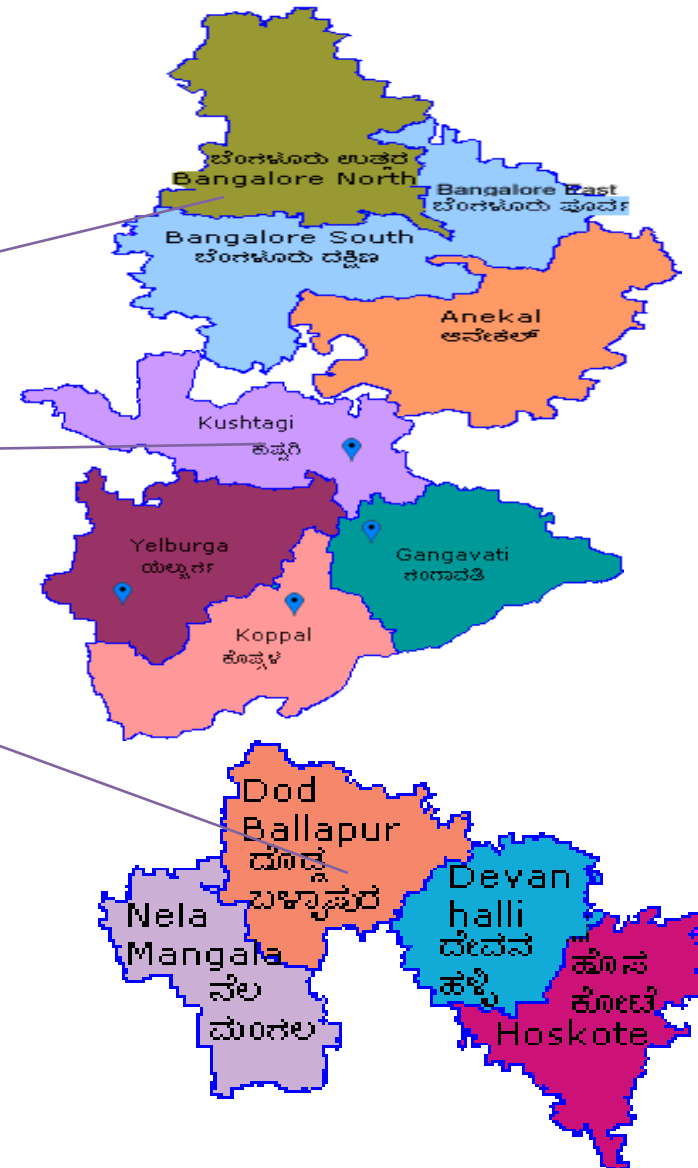 ಬೆಂಗಳೂರು ಉತ್ತರ
Bangalore North
Bangalore East
ಬೆಂಗಳೂರು ಪೂರ್ವ
Bangalore South
ಬೆಂಗಳೂರು ದಕ್ಷಿಣ
Anekal
ಆನೇಕಲ್
Kushtagi
ಕುಷ್ಟಗಿ
Yelburga
ಯಲ್ಬುರ್ಗ
Gangavati
ಗಂಗಾವತಿ
Koppal
ಕೊಪ್ಪಳ
Dod
Ballapur
ದೊಡ್ಡ
ಬಳ್ಳಾಪುರ
Devan
halli
ದೇವನ
ಹಳ್ಳಿ
Nela
Mangala
ನೆಲ
ಮಂಗಲ
ಹೊಸ
ಕೋಟೆ
Hoskote